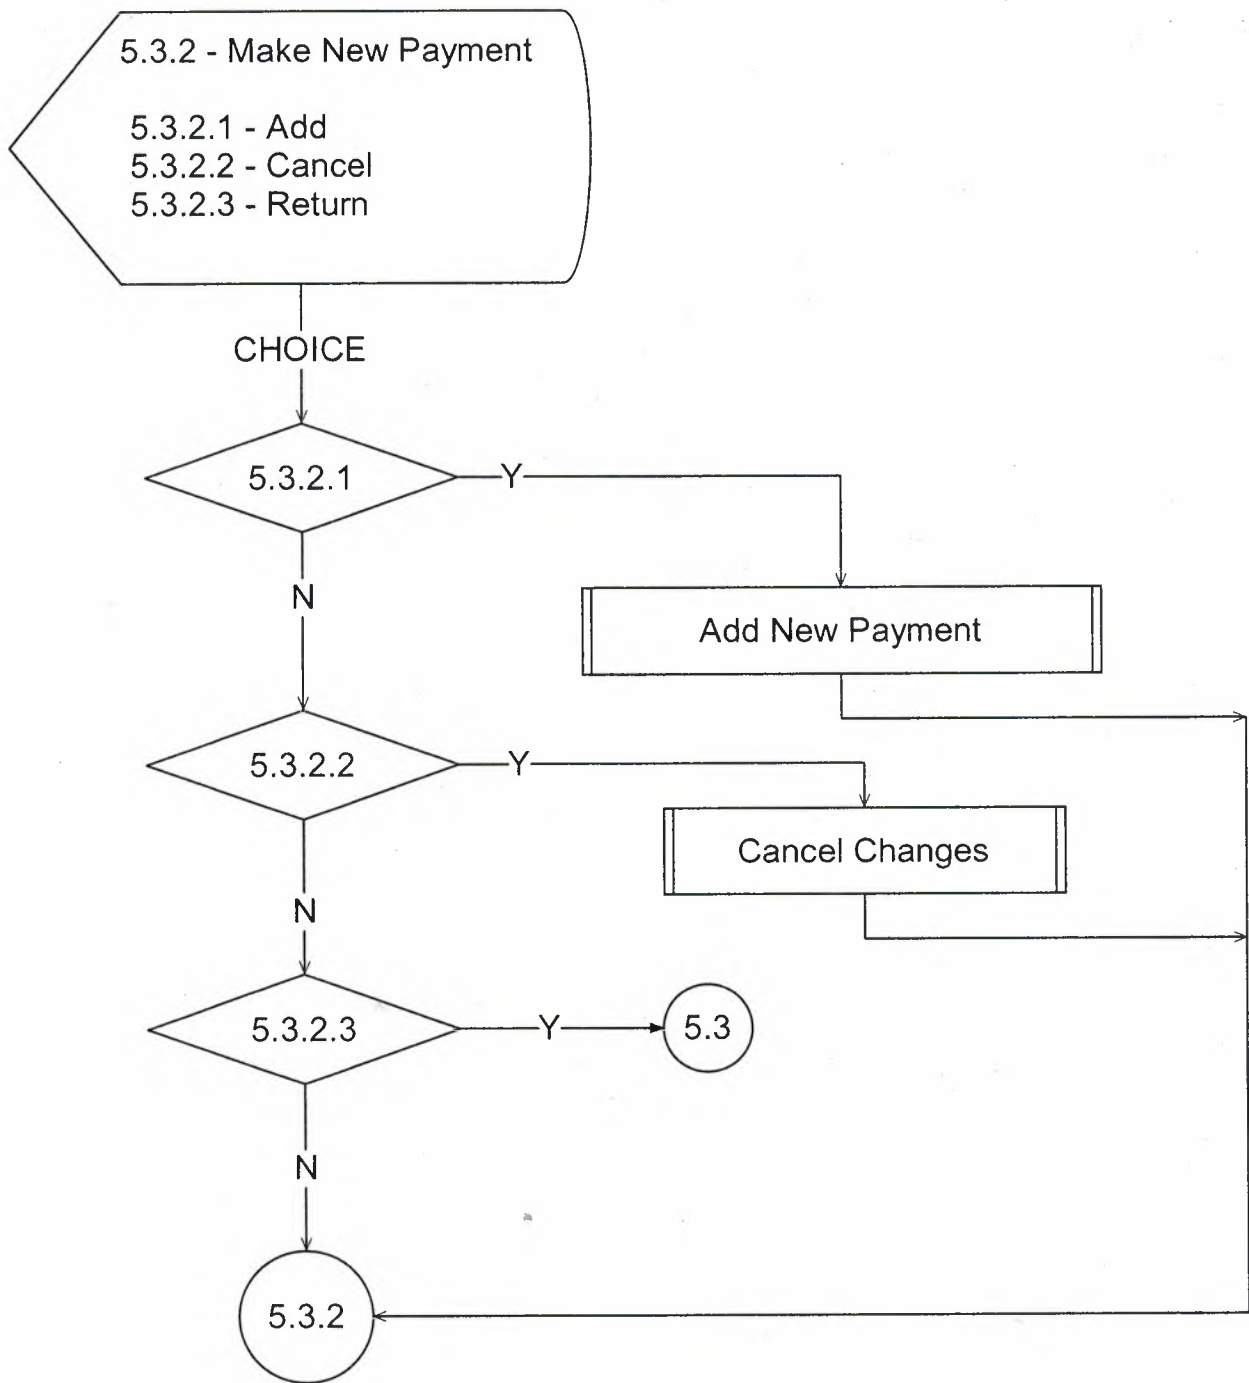 5.3.2 - Make New Payment
5.3.2.1 - Add
5.3.2.2 - Cancel
5.3.2.3 - Return
CHOICE
5.3.2.1
Y
N
Add New Payment
5.3.2.2
Y
Cancel Changes
N
5.3.2.3
Y
5.3
N
5.3.2